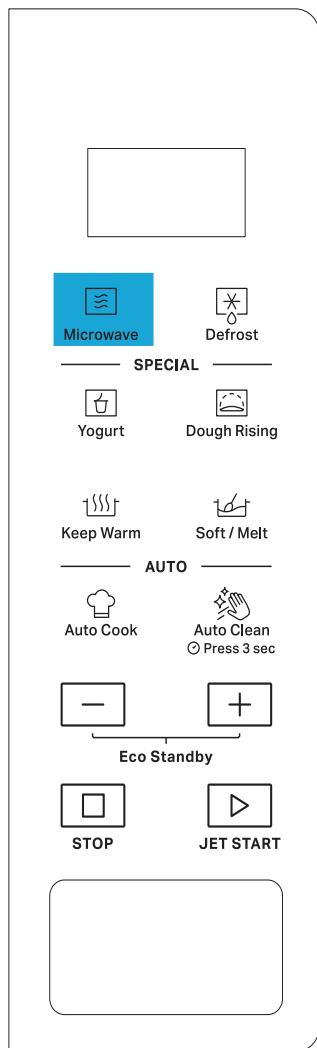 Microwave
Defrost
SPECIAL
Yogurt
Dough Rising
Keep Warm
Soft / Melt
AUTO
Auto Cook
Auto Clean
Press 3 sec
Eco Standby
STOP
JET START